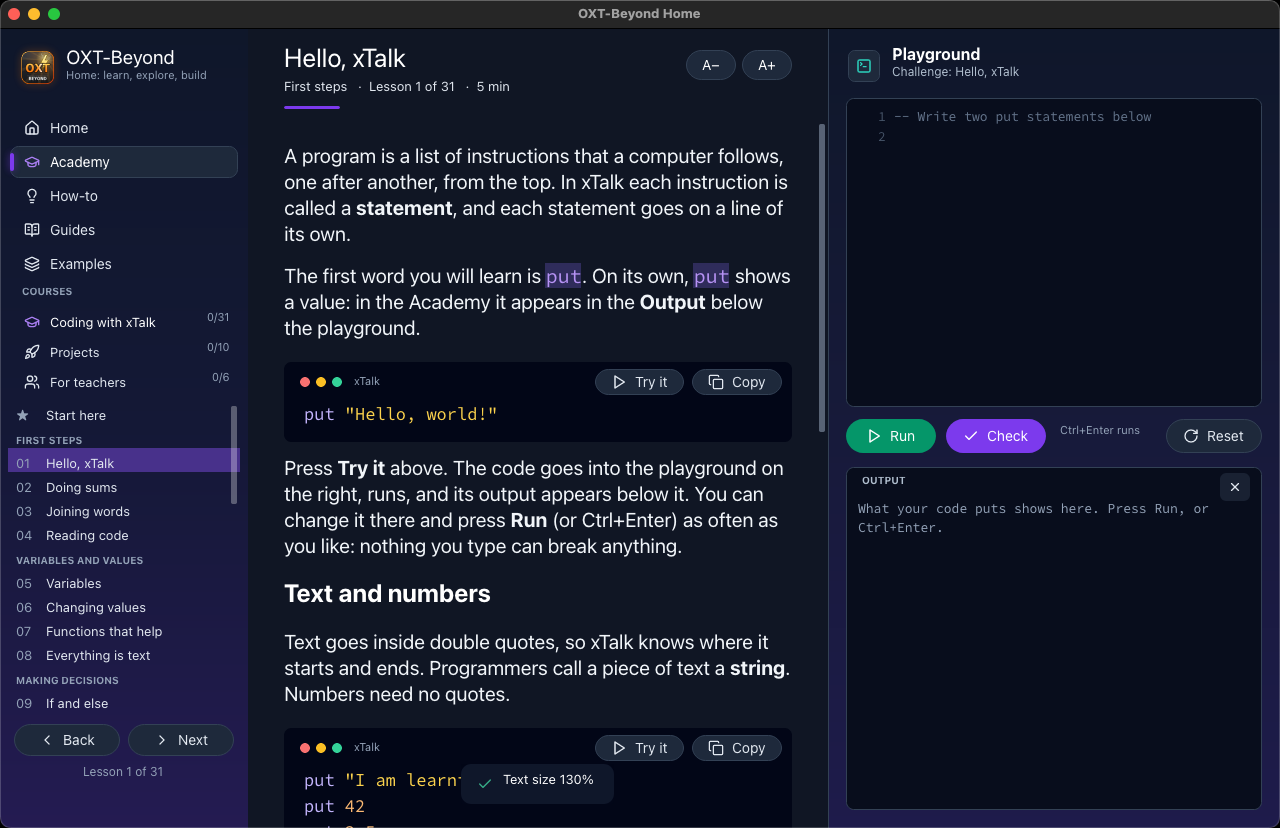 OXT-Beyond Home
OXT
BEYOND
OXT-Beyond
Home: learn, explore, build
Home
Academy
How-to
Guides
Examples
COURSES
Coding with xTalk 0/31
Projects 0/10
For teachers 0/6
Start here
FIRST STEPS
01 Hello, xTalk
02 Doing sums
03 Joining words
04 Reading code
VARIABLES AND VALUES
05 Variables
06 Changing values
07 Functions that help
08 Everything is text
MAKING DECISIONS
09 If and else
Back Next
Lesson 1 of 31
Hello, xTalk
First steps · Lesson 1 of 31 · 5 min
A− A+
A program is a list of instructions that a computer follows,
one after another, from the top. In xTalk each instruction is
called a statement, and each statement goes on a line of
its own.
The first word you will learn is put. On its own, put shows
a value: in the Academy it appears in the Output below
the playground.
xTalk Try it Copy
put "Hello, world!"
Press Try it above. The code goes into the playground on
the right, runs, and its output appears below it. You can
change it there and press Run (or Ctrl+Enter) as often as
you like: nothing you type can break anything.
Text and numbers
Text goes inside double quotes, so xTalk knows where it
starts and ends. Programmers call a piece of text a string.
Numbers need no quotes.
xTalk Try it Copy
put "I am
put 42
Text size 130%
Playground
Challenge: Hello, xTalk
1 -- Write two put statements below
2
Run Check Ctrl+Enter runs Reset
OUTPUT
What your code puts shows here. Press Run, or
Ctrl+Enter.